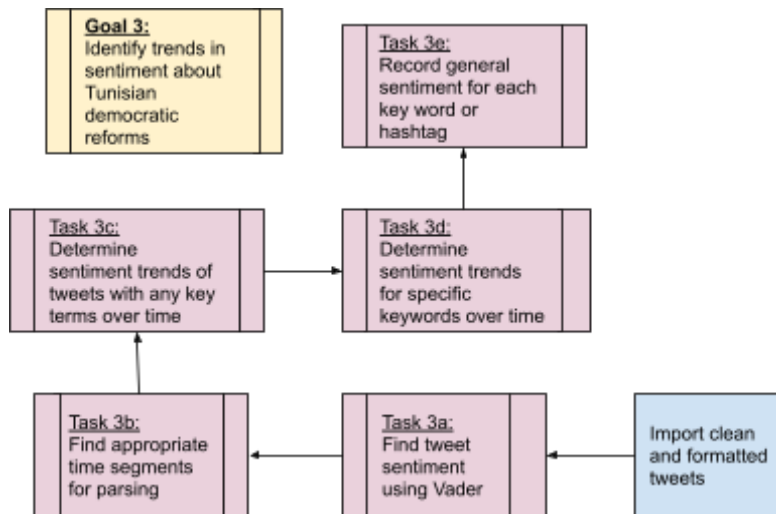 Goal 3:
Identify trends in
sentiment about
Tunisian
democratic
reforms
Task 3e:
Record general
sentiment for each
key word or
hashtag
Task 3c:
Determine
sentiment trends of
tweets with any key
terms over time
Task 3d:
Determine
sentiment trends
for specific
keywords over time
Task 3b:
Find appropriate
time segments
for parsing
Task 3a:
Find tweet
sentiment
using Vader
Import clean
and formatted
tweets